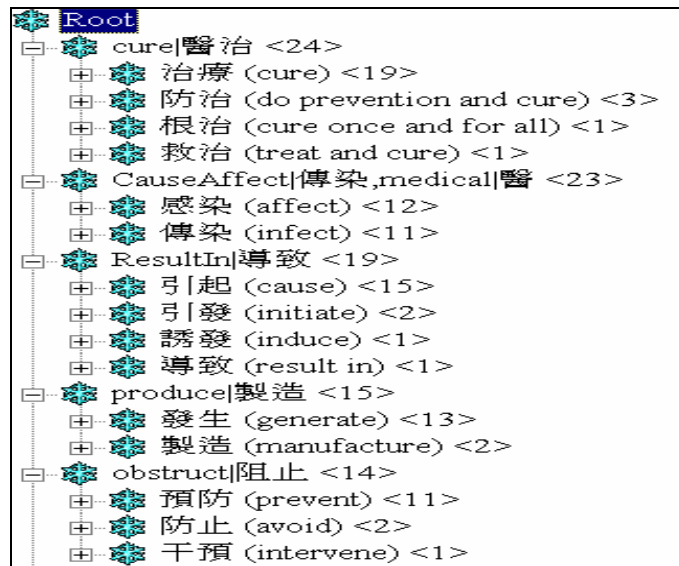 Root
cure|醫治 <24>
治療 (cure) <19>
防治 (do prevention and cure) <3>
根治 (cure once and for all) <1>
救治 (treat and cure) <1>
CauseAffect|傳染,medical|醫 <23>
感染 (affect) <12>
傳染 (infect) <11>
ResultIn|導致 <19>
引起 (cause) <15>
引發 (initiate) <2>
誘發 (induce) <1>
導致 (result in) <1>
produce|製造 <15>
發生 (generate) <13>
製造 (manufacture) <2>
obstruct|阻止 <14>
預防 (prevent) <11>
防止 (avoid) <2>
干預 (intervene) <1>